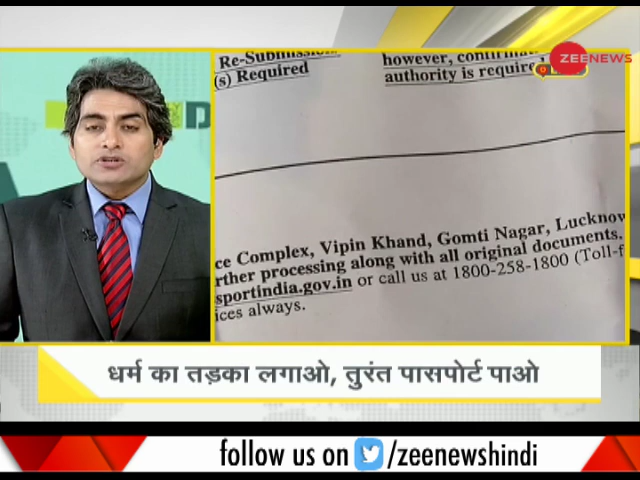 Re-Submission
(s) Required
however, confirmat
authority is require
ZEENEWS
D
ce Complex, Vipin Khand, Gomti Nagar, Lucknow
rther processing along with all original documents.
sportindia.gov.in or call us at 1800-258-1800 (Toll-f
ices always.
धर्म का तड़का लगाओ, तुरंत पासपोर्ट पाओ
follow us on /zeenewshindi